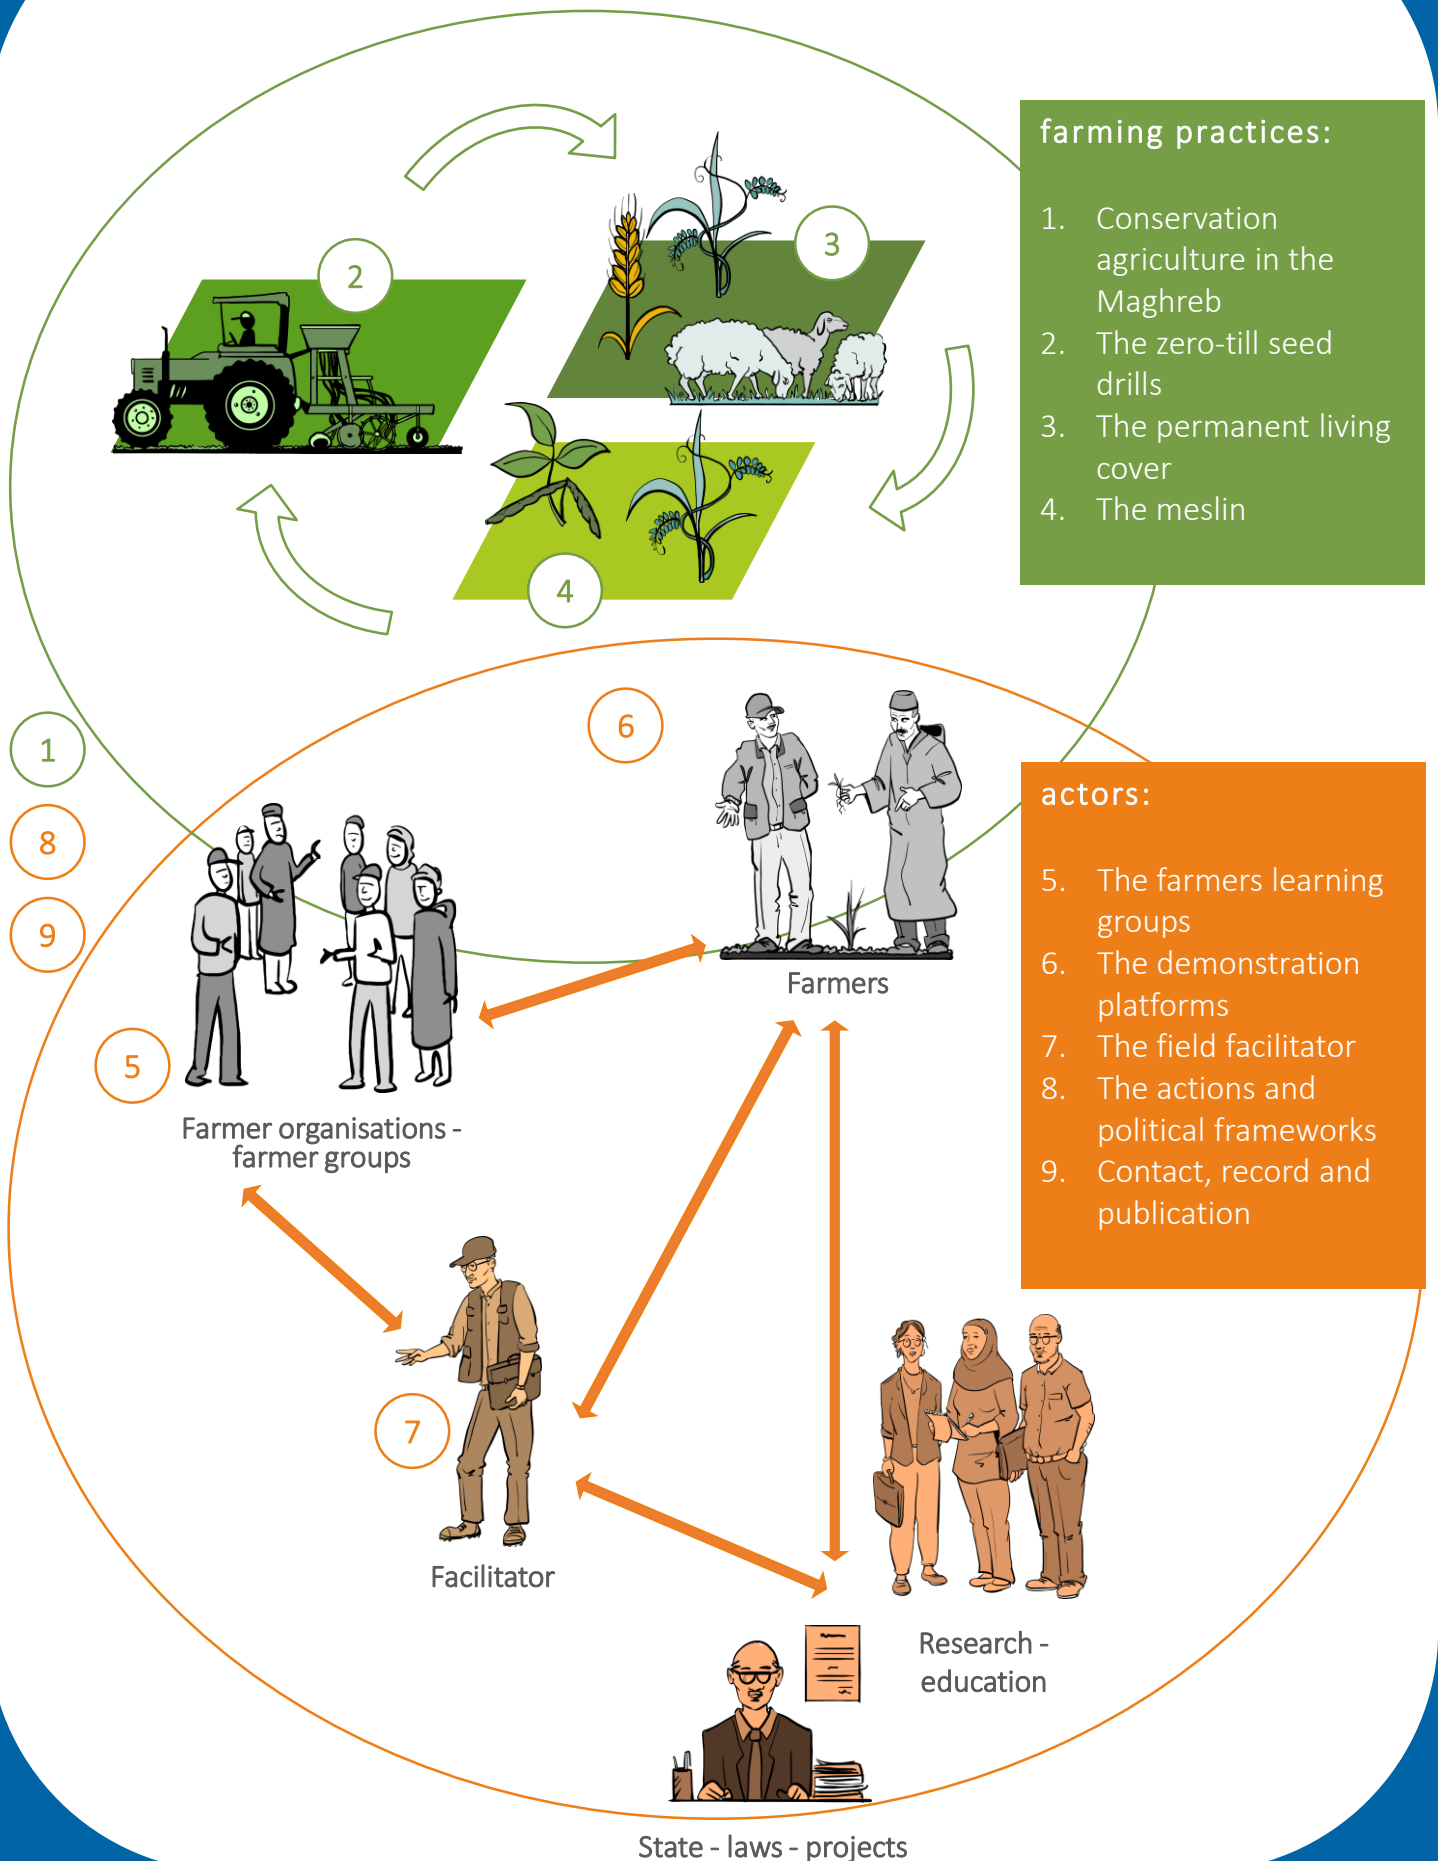 farming practices:
1. Conservation
agriculture in the
Maghreb
2. The zero-till seed
drills
3. The permanent living
cover
4. The meslin
2
3
4
1
8
9
6
5
7
Farmers
Farmer organisations -
farmer groups
actors:
5. The farmers learning
groups
6. The demonstration
platforms
7. The field facilitator
8. The actions and
political frameworks
9. Contact, record and
publication
Facilitator
Research -
education
State - laws - projects